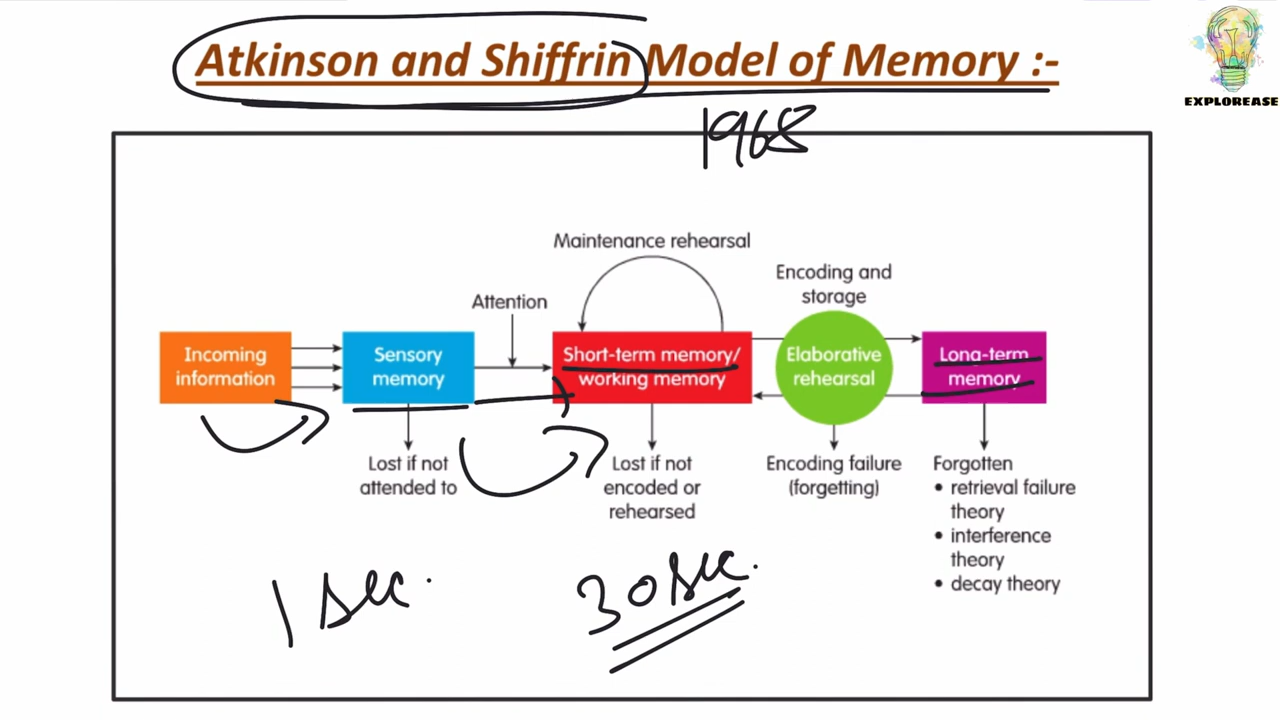 Atkinson and Shiffrin Model of Memory :-
EXPLOREASE
1968
Maintenance rehearsal
Encoding and
storage
Attention
Incoming
information
Sensory
memory
Short-term memory/
working memory
Elaborative
rehearsal
Long-term
memory
Lost if not
attended to
Lost if not
encoded or
rehearsed
Encoding failure
(forgetting)
Forgotten
• retrieval failure
theory
• interference
theory
• decay theory
1 sec.
30 sec.